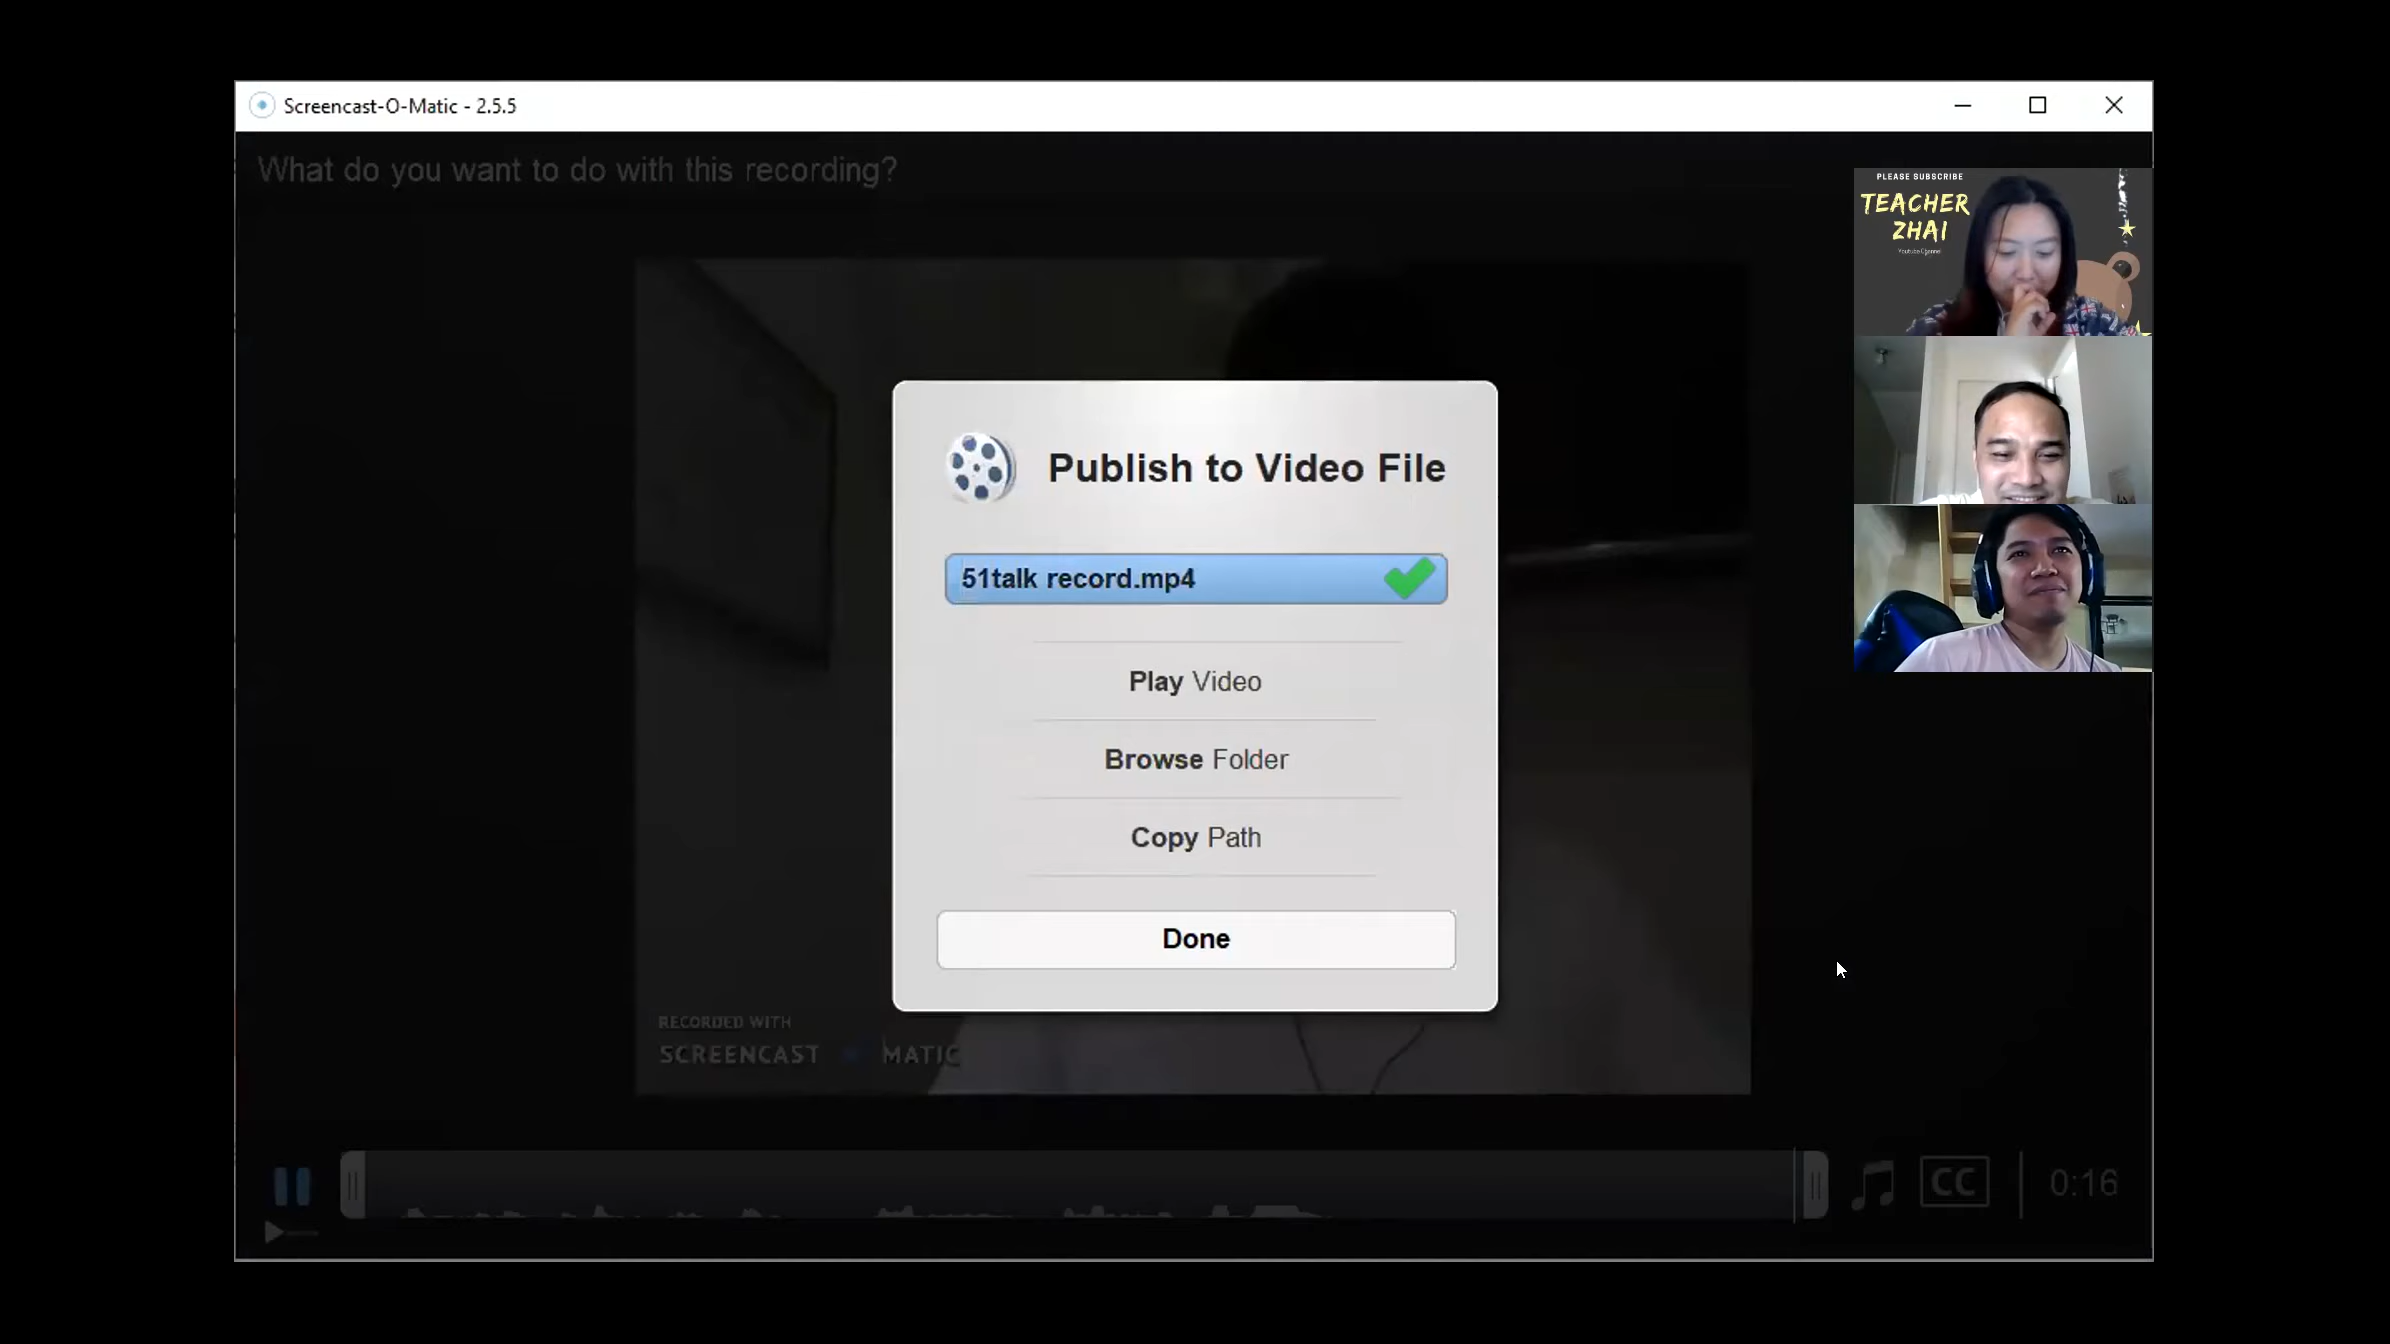 Screencast-O-Matic - 2.5.5
What do you want to do with this recording?
PLEASE SUBSCRIBE
TEACHER
ZHAI
Youtube Channel
Publish to Video File
51talk record.mp4
Play Video
Browse Folder
Copy Path
Done
RECORDED WITH
SCREENCAST MATIC
CC
0:16